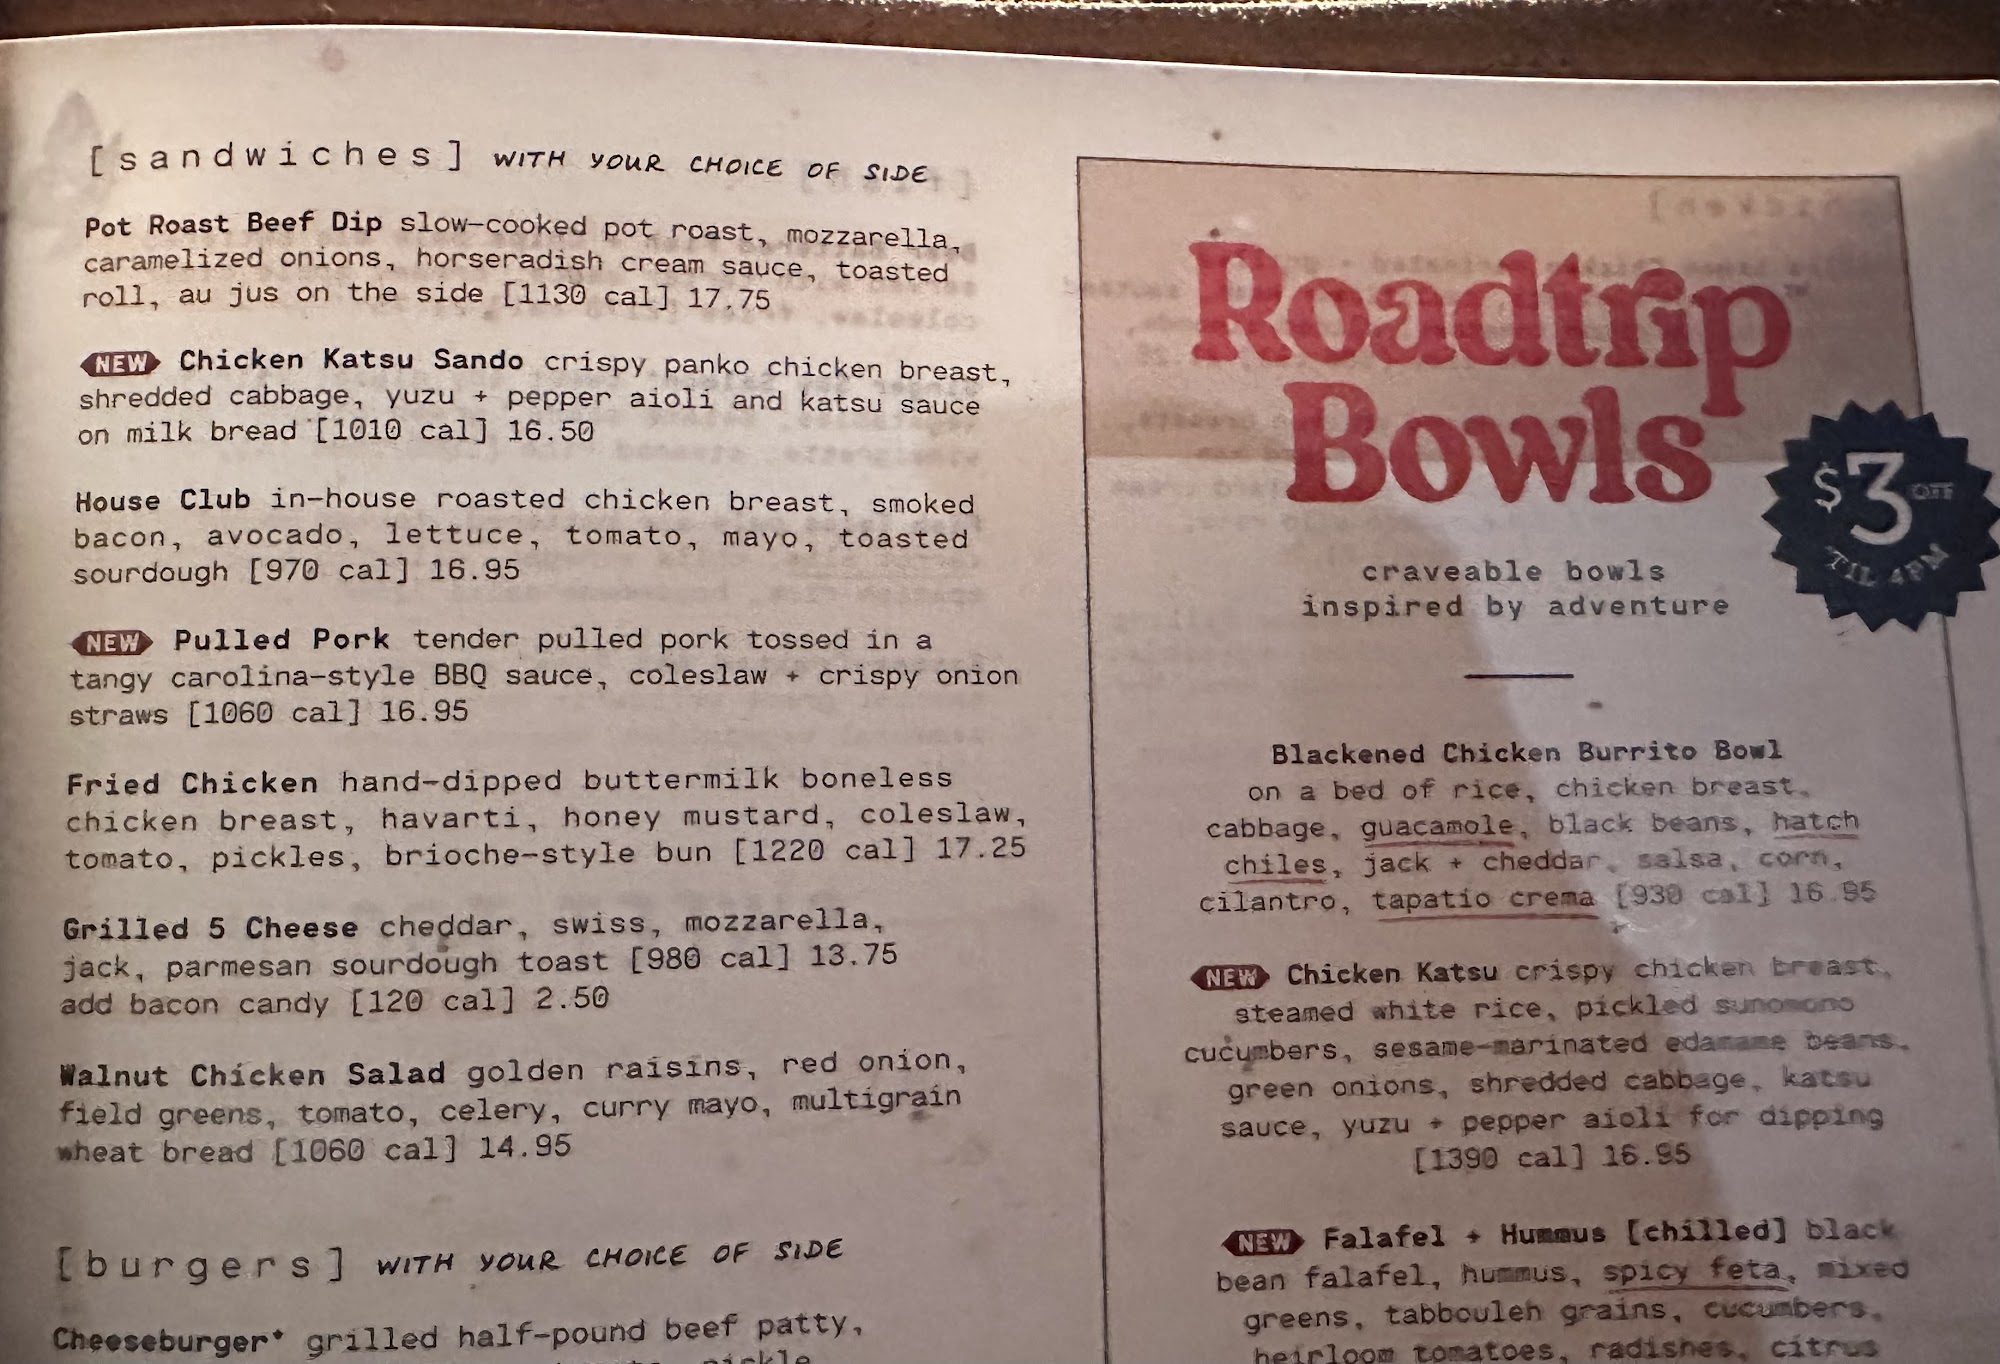 [sandwiches] WITH YOUR CHOICE OF SIDE
Pot Roast Beef Dip slow-cooked pot roast, mozzarella,
caramelized onions, horseradish cream sauce, toasted
roll, au jus on the side [1130 cal] 17.75
NEW Chicken Katsu Sando crispy panko chicken breast,
shredded cabbage, yuzu + pepper aioli and katsu sauce
on milk bread [1010 cal] 16.50
House Club in-house roasted chicken breast, smoked
bacon, avocado, lettuce, tomato, mayo, toasted
sourdough [970 cal] 16.95
NEW Pulled Pork tender pulled pork tossed in a
tangy carolina-style BBQ sauce, coleslaw + crispy onion
straws [1060 cal] 16.95
Fried Chicken hand-dipped buttermilk boneless
chicken breast, havarti, honey mustard, coleslaw,
tomato, pickles, brioche-style bun [1220 cal] 17.25
Grilled 5 Cheese cheddar, swiss, mozzarella,
jack, parmesan sourdough toast [980 cal] 13.75
add bacon candy [120 cal] 2.50
Walnut Chicken Salad golden raisins, red onion,
field greens, tomato, celery, curry mayo, multigrain
wheat bread [1060 cal] 14.95
[burgers] WITH YOUR CHOICE OF SIDE
Cheeseburger* grilled half-pound beef patty,
pickle
Roadtrip
Bowls
$3 OFF
TIL 4PM
craveable bowls
inspired by adventure
Blackened Chicken Burrito Bowl
on a bed of rice, chicken breast,
cabbage, guacamole, black beans, hatch
chiles, jack + cheddar, salsa, corn,
cilantro, tapatio crema [930 cal] 16.95
NEW Chicken Katsu crispy chicken breast,
steamed white rice, pickled sunomono
cucumbers, sesame-marinated edamame beans,
green onions, shredded cabbage, katsu
sauce, yuzu + pepper aioli for dipping
[1390 cal] 16.95
NEW Falafel + Hummus [chilled] black
bean falafel, hummus, spicy feta, mixed
greens, tabbouleh grains, cucumbers,
heirloom tomatoes, radishes, citrus